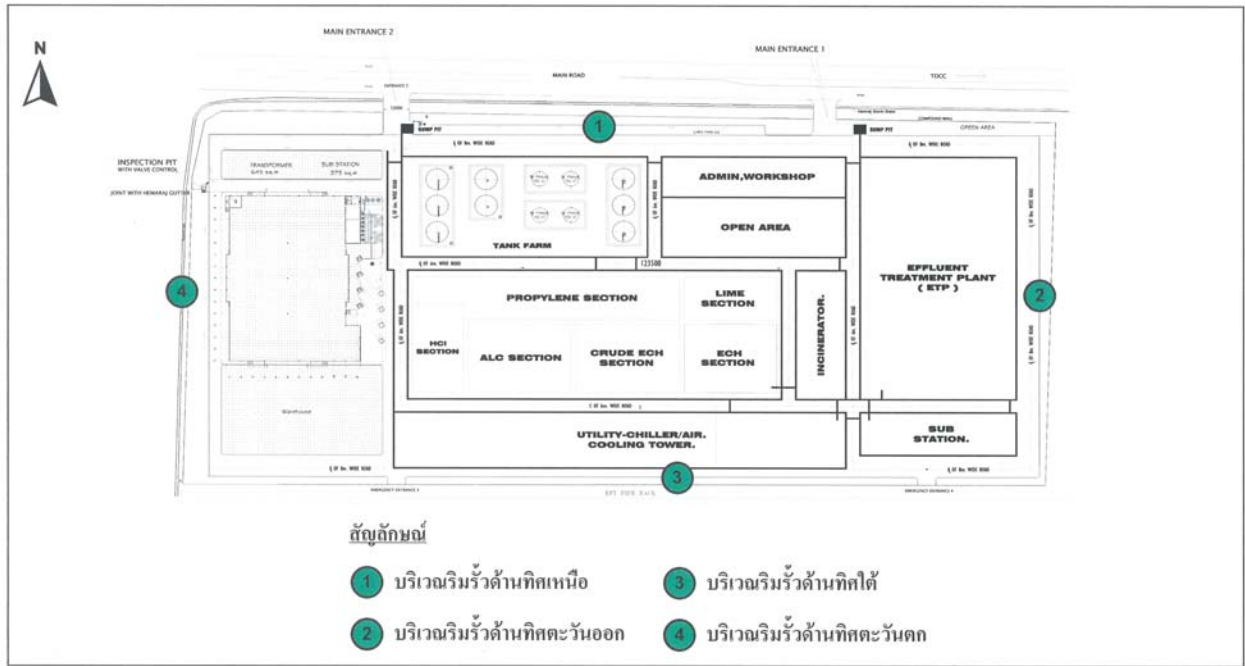 MAIN ENTRANCE 2
N
MAIN ENTRANCE 1
MAIN ROAD
TOCC
ENTRANCE 2
COMPOUND WALL
1
SUMP PIT
SUMP PIT
GREEN AREA
INSPECTION PIT
WITH VALVE CONTROL
TRANSFORMER
SUB STATION
JOINT WITH HEMARAJ GUTTER
ADMIN,WORKSHOP
OPEN AREA
TANK FARM
123500
EFFLUENT
TREATMENT PLANT
( ETP )
4
2
PROPYLENE SECTION
LIME
SECTION
INCINERATOR.
HCl
SECTION
ALC SECTION
CRUDE ECH
SECTION
ECH
SECTION
Warehouse
UTILITY-CHILLER/AIR.
COOLING TOWER.
SUB
STATION.
3
สัญลักษณ์
1 บริเวณริมรั้วด้านทิศเหนือ
3 บริเวณริมรั้วด้านทิศใต้
2 บริเวณริมรั้วด้านทิศตะวันออก
4 บริเวณริมรั้วด้านทิศตะวันตก